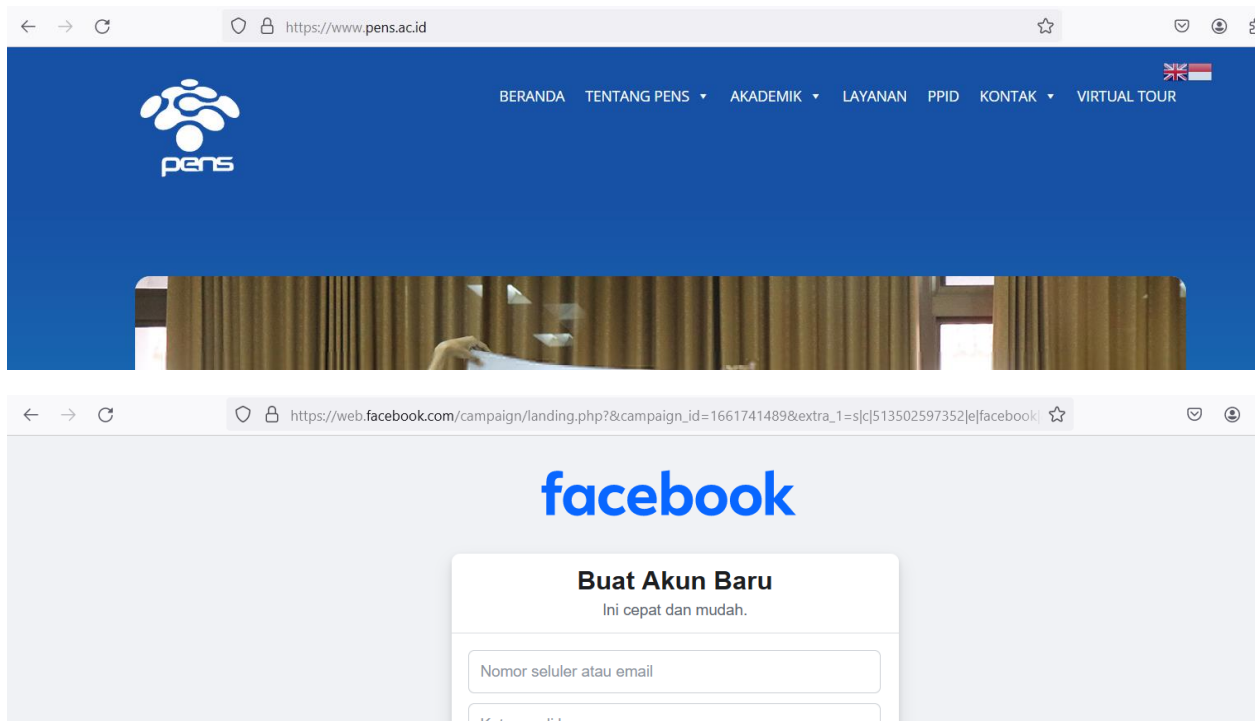 https://www.pens.ac.id
BERANDA TENTANG PENS AKADEMIK LAYANAN PPID KONTAK VIRTUAL TOUR
pens
https://web.facebook.com/campaign/landing.php?&campaign_id=1661741489&extra_1=s|c|513502597352|e|facebook|
facebook
Buat Akun Baru
Ini cepat dan mudah.
Nomor seluler atau email